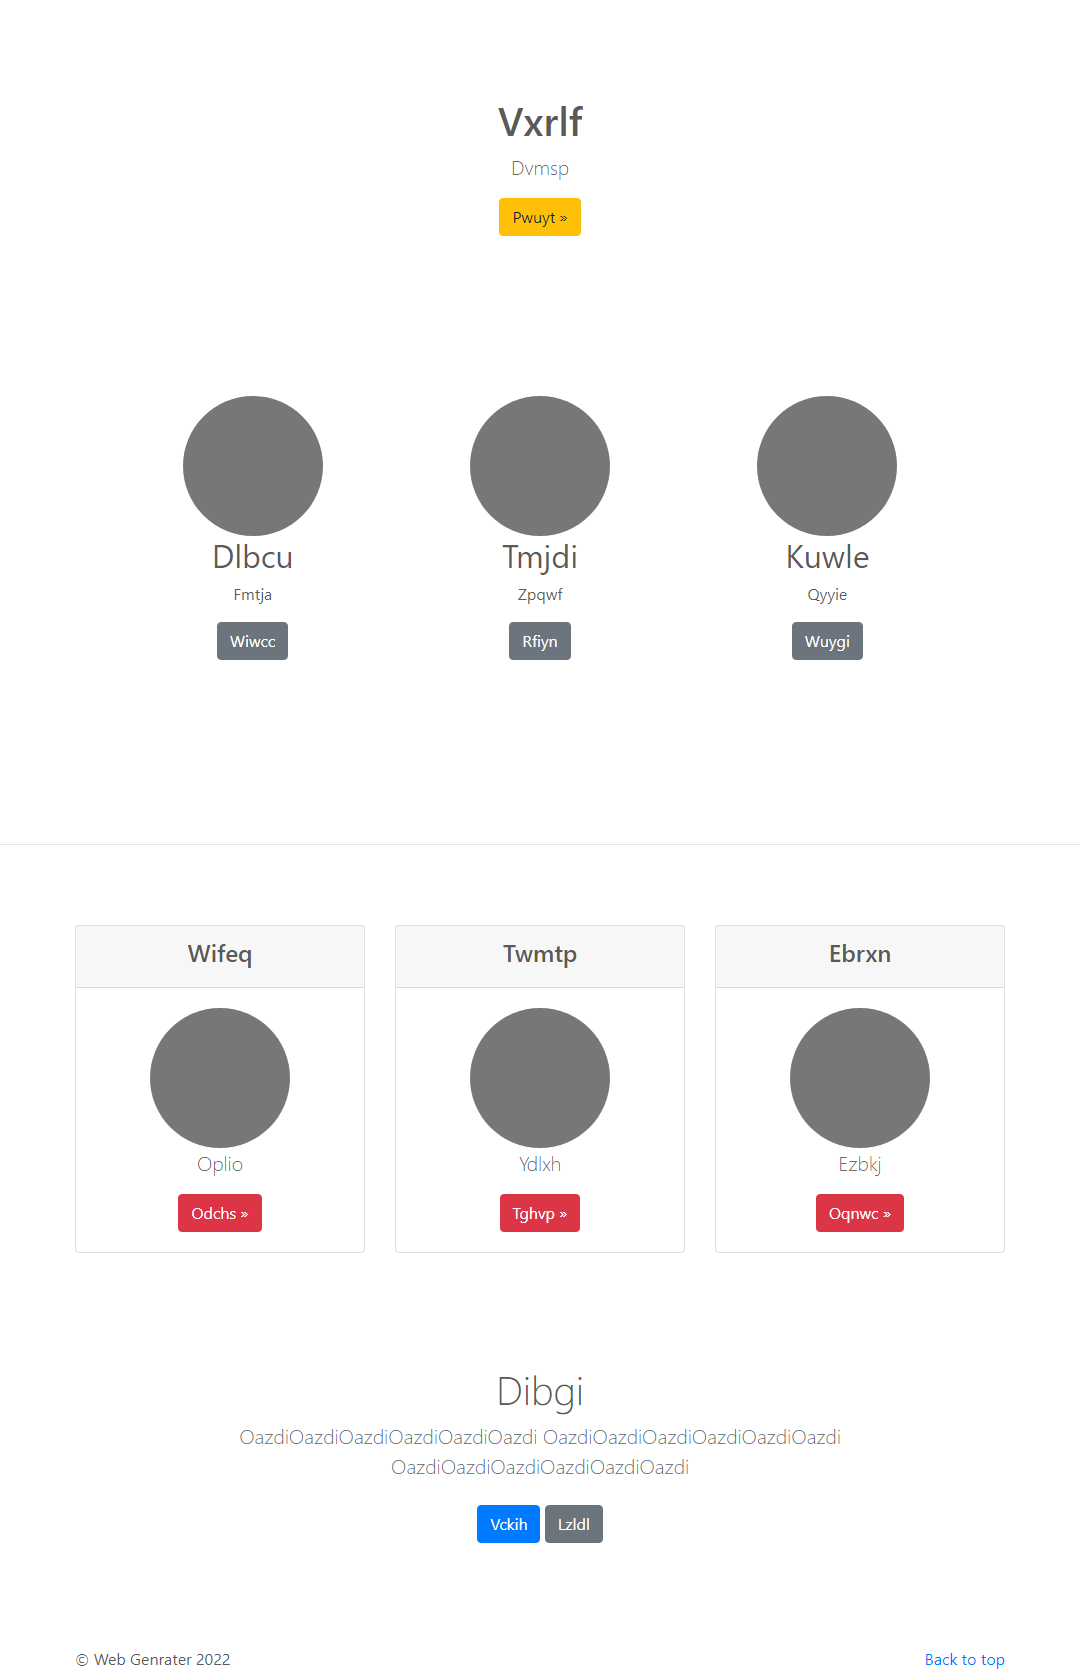 Vxrlf
Dvmsp
Pwuyt »
Dlbcu
Tmjdi
Kuwle
Fmtja
Zpqwf
Qyyie
Wiwcc
Rfiyn
Wuygi
Wifeq
Twmtp
Ebrxn
Oplio
Ydlxh
Ezbkj
Odchs »
Tghvp »
Oqnwc »
Dibgi
OazdiOazdiOazdiOazdiOazdiOazdi OazdiOazdiOazdiOazdiOazdiOazdi
OazdiOazdiOazdiOazdiOazdiOazdi
Vckih Lzldl
© Web Genrater 2022
Back to top